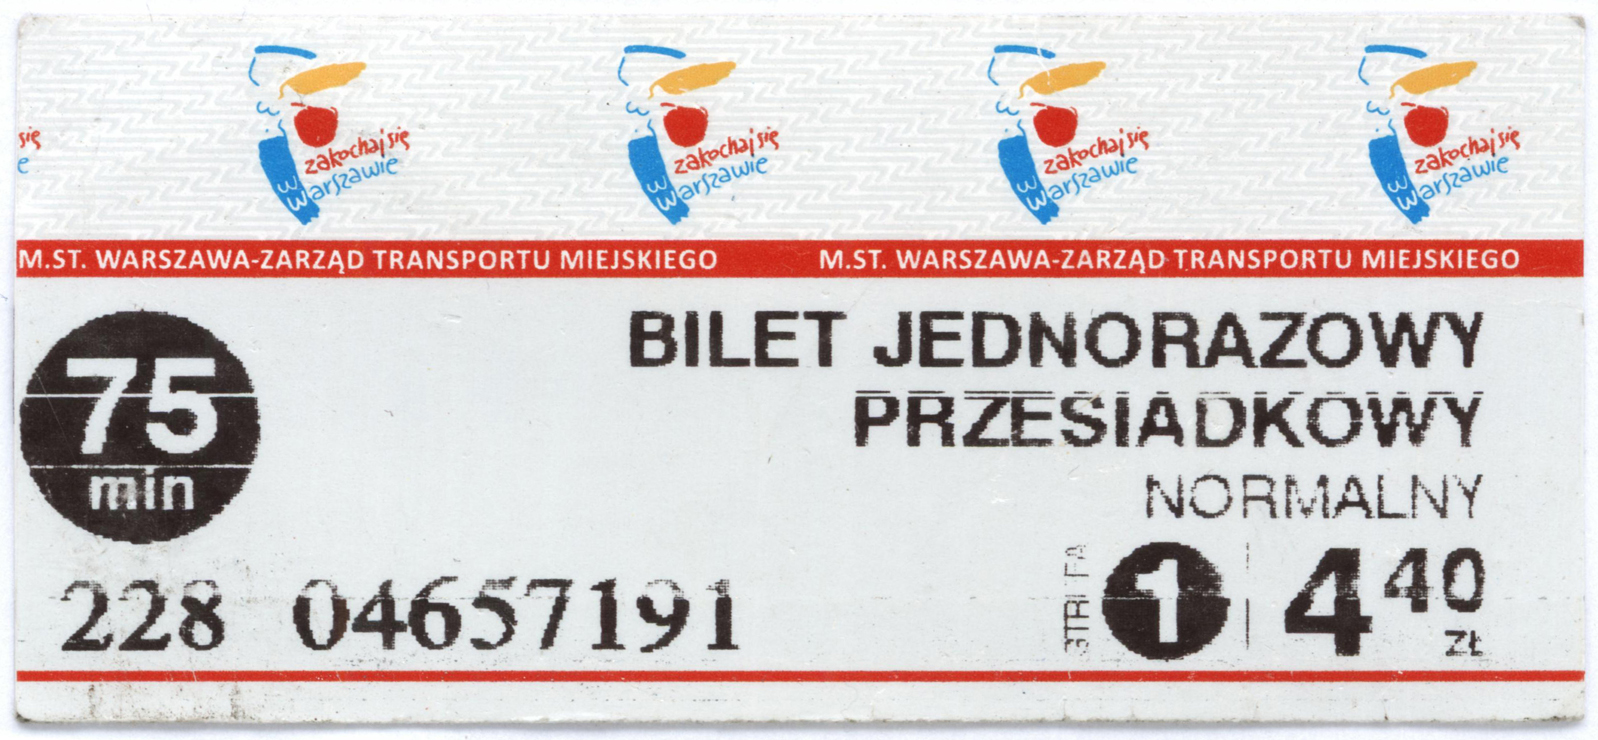 się
e
zakochaj się
w Warszawie
zakochaj się
w Warszawie
zakochaj się
w Warszawie
zakochaj się
w Warszawie
M.ST. WARSZAWA-ZARZĄD TRANSPORTU MIEJSKIEGO M.ST. WARSZAWA-ZARZĄD TRANSPORTU MIEJSKIEGO
75
min
BILET JEDNORAZOWY
PRZESIADKOWY
NORMALNY
STREFA
1
4 40
ZŁ
228 04657191